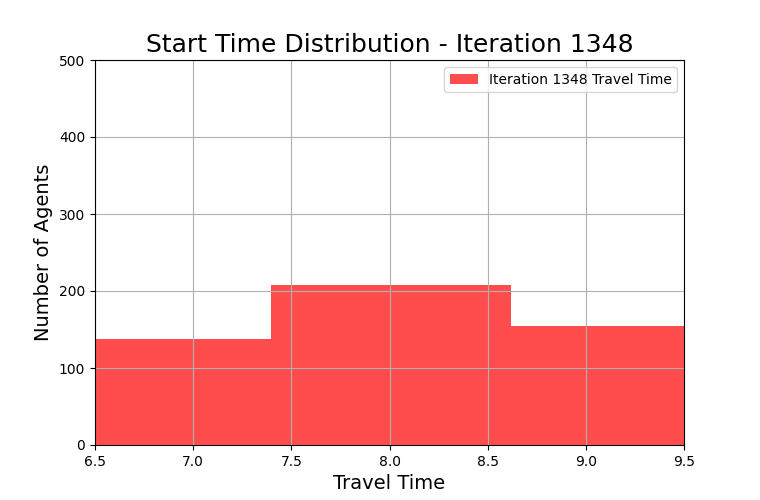 Start Time Distribution - Iteration 1348
Iteration 1348 Travel Time
Number of Agents
500
400
300
200
100
0
6.5 7.0 7.5 8.0 8.5 9.0 9.5
Travel Time